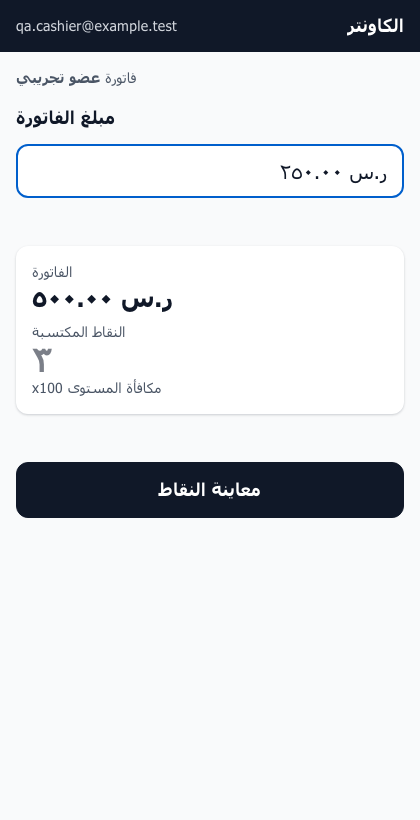 الكاونتر
qa.cashier@example.test
فاتورة عضو تجريبي
مبلغ الفاتورة
ر.س ٢٥٠.٠٠
الفاتورة
ر.س ٥٠٠.٠٠
النقاط المكتسبة
٣
مكافأة المستوى x100
معاينة النقاط